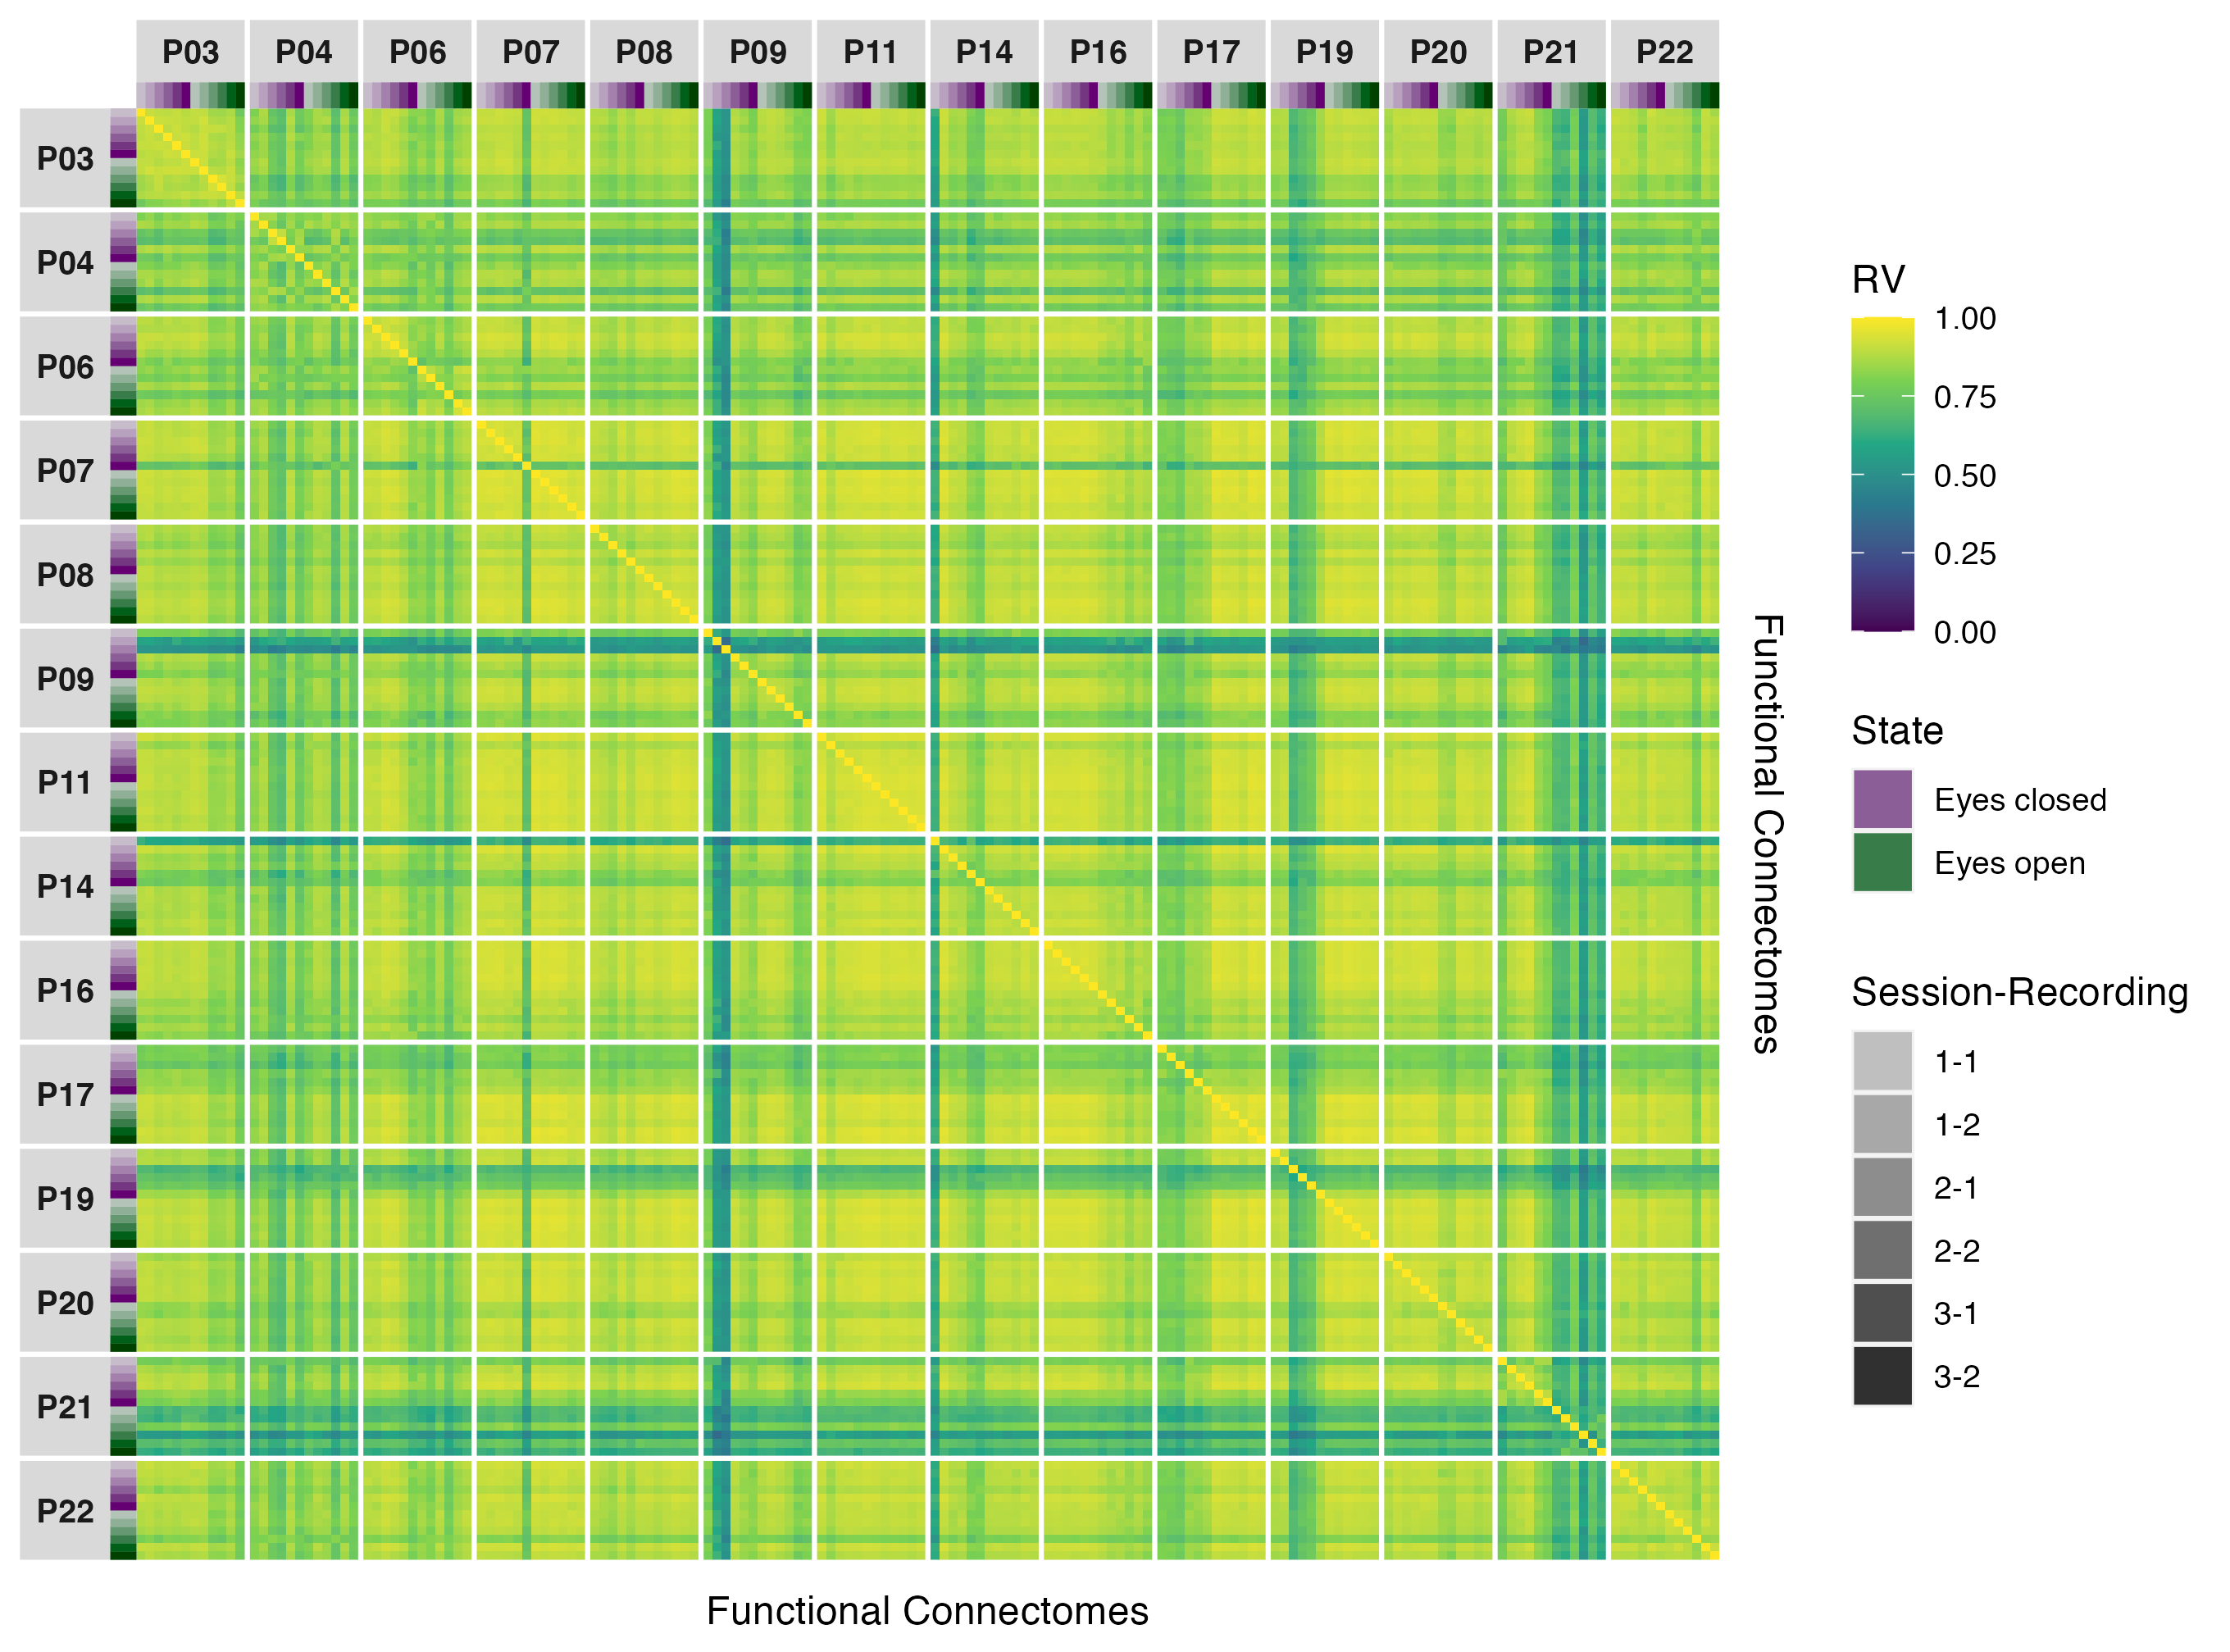 P03 P04 P06 P07 P08 P09 P11 P14 P16 P17 P19 P20 P21 P22
P03
P04
P06
P07
P08
P09
P11
P14
P16
P17
P19
P20
P21
P22
Functional Connectomes
Functional Connectomes
RV
1.00
0.75
0.50
0.25
0.00
State
Eyes closed
Eyes open
Session-Recording
1-1
1-2
2-1
2-2
3-1
3-2